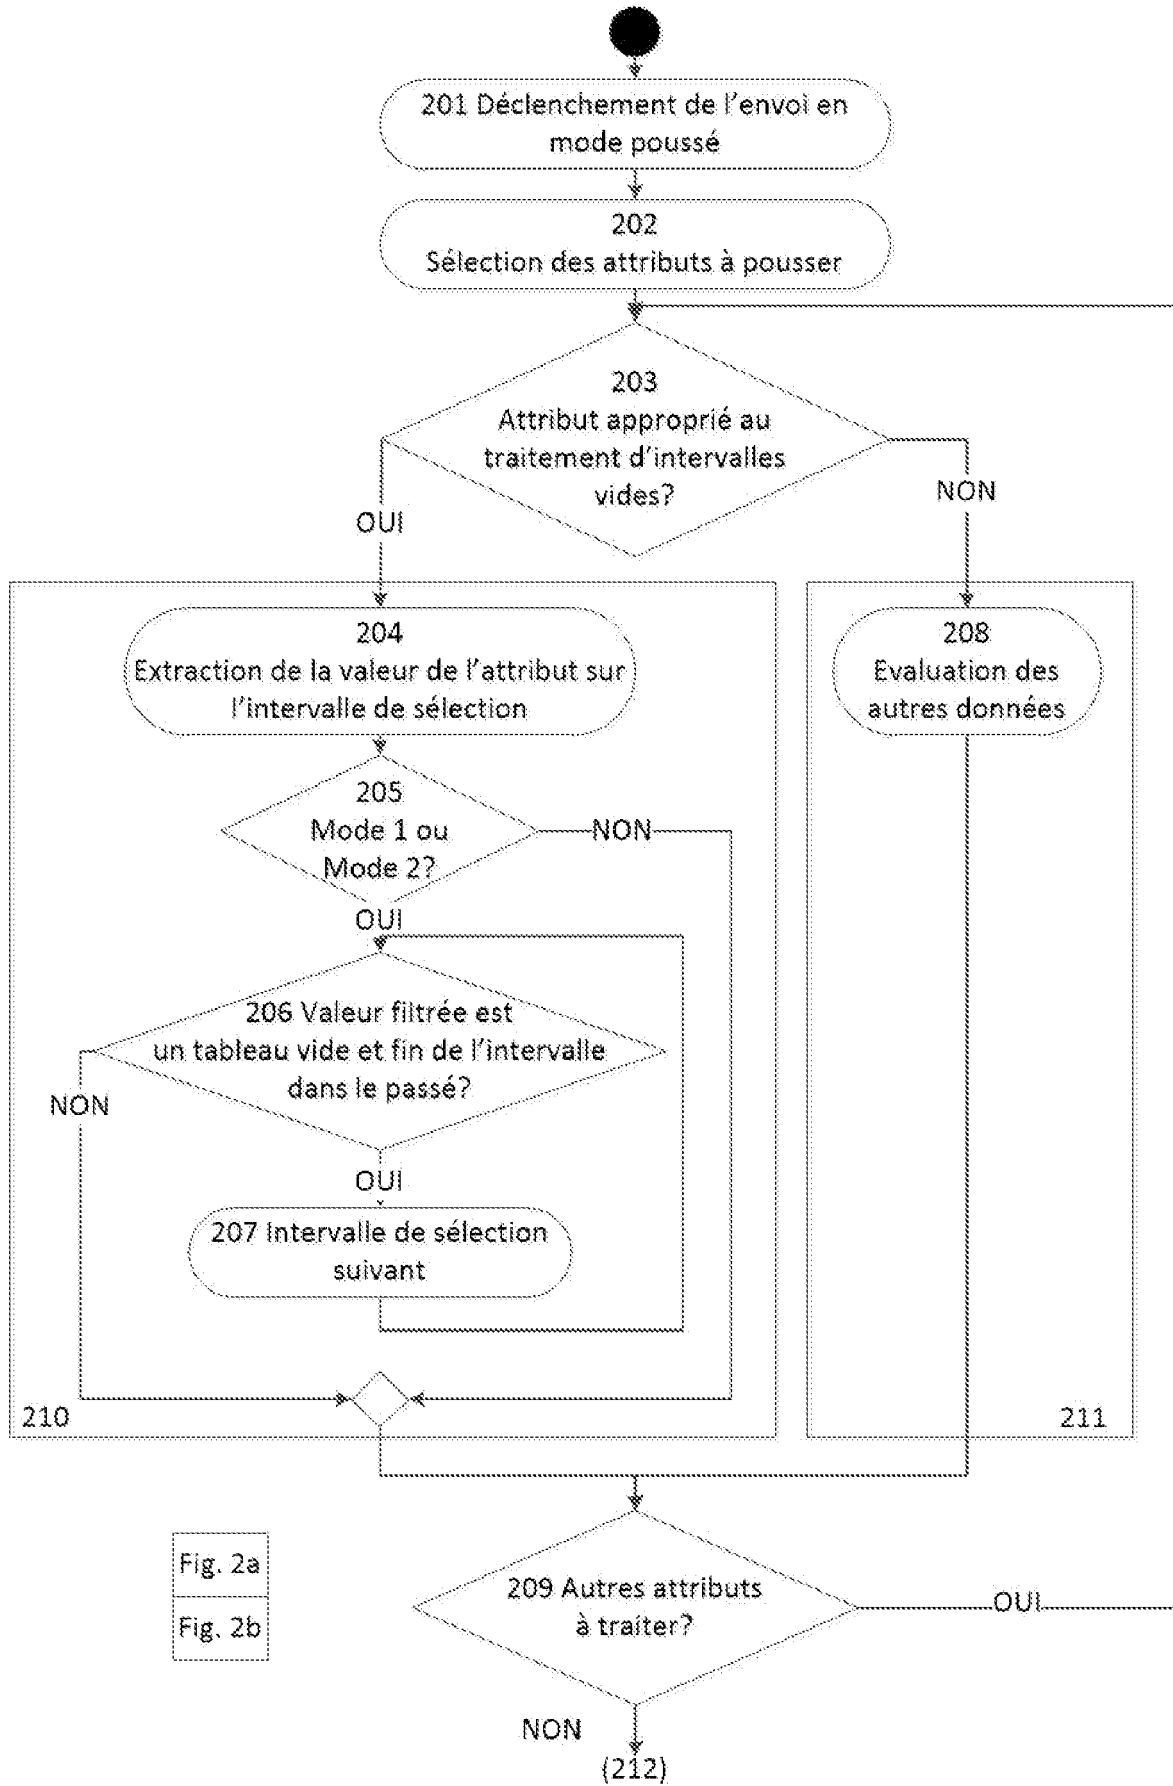 201 Déclenchement de l'envoi en
mode poussé
202
Sélection des attributs à pousser
203
Attribut approprié au
traitement d'intervalles
vides?
OUI
NON
204
Extraction de la valeur de l'attribut sur
l'intervalle de sélection
208
Evaluation des
autres données
205
Mode 1 ou
Mode 2?
NON
OUI
206 Valeur filtrée est
un tableau vide et fin de l'intervalle
dans le passé?
NON
OUI
207 Intervalle de sélection
suivant
210
211
Fig. 2a
Fig. 2b
209 Autres attributs
à traiter?
OUI
NON
(212)